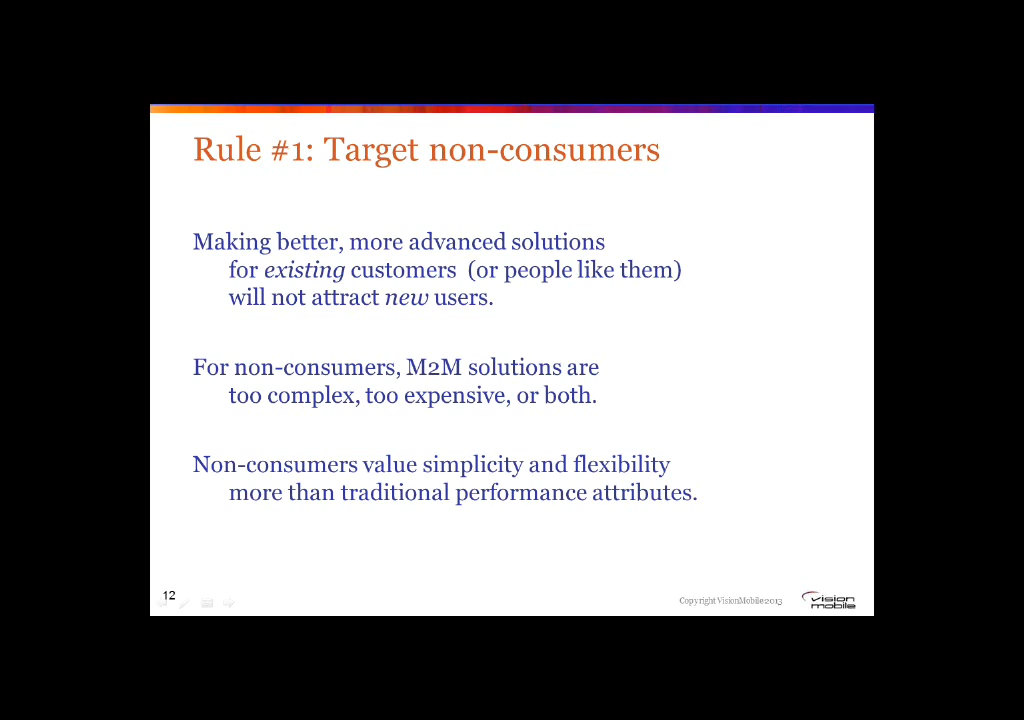 Rule #1: Target non-consumers
Making better, more advanced solutions
for existing customers (or people like them)
will not attract new users.
For non-consumers, M2M solutions are
too complex, too expensive, or both.
Non-consumers value simplicity and flexibility
more than traditional performance attributes.
12
Copyright VisionMobile 2013
vision
mobile